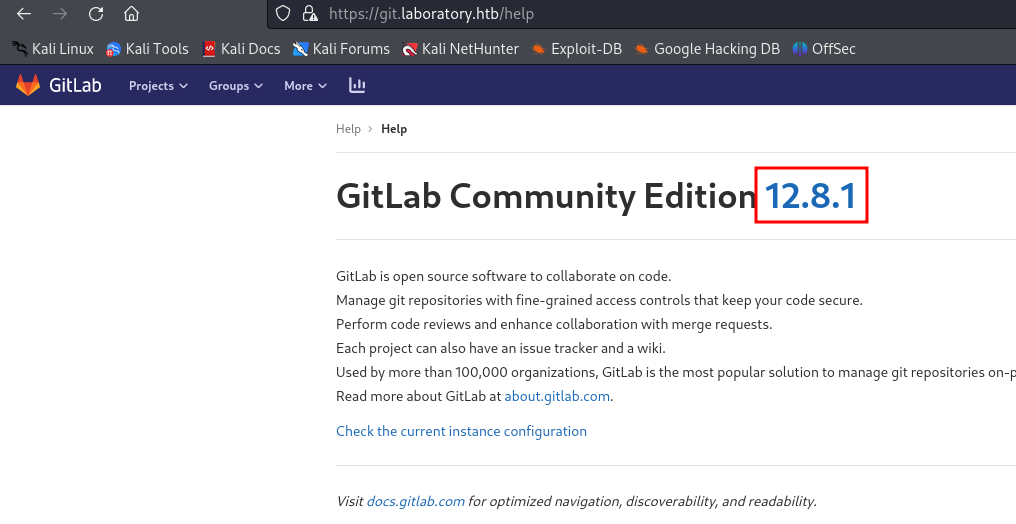 https://git.laboratory.htb/help
Kali Linux Kali Tools Kali Docs Kali Forums Kali NetHunter Exploit-DB Google Hacking DB OffSec
GitLab Projects Groups More
Help › Help
GitLab Community Edition 12.8.1
GitLab is open source software to collaborate on code.
Manage git repositories with fine-grained access controls that keep your code secure.
Perform code reviews and enhance collaboration with merge requests.
Each project can also have an issue tracker and a wiki.
Used by more than 100,000 organizations, GitLab is the most popular solution to manage git repositories on-p
Read more about GitLab at about.gitlab.com.
Check the current instance configuration
Visit docs.gitlab.com for optimized navigation, discoverability, and readability.